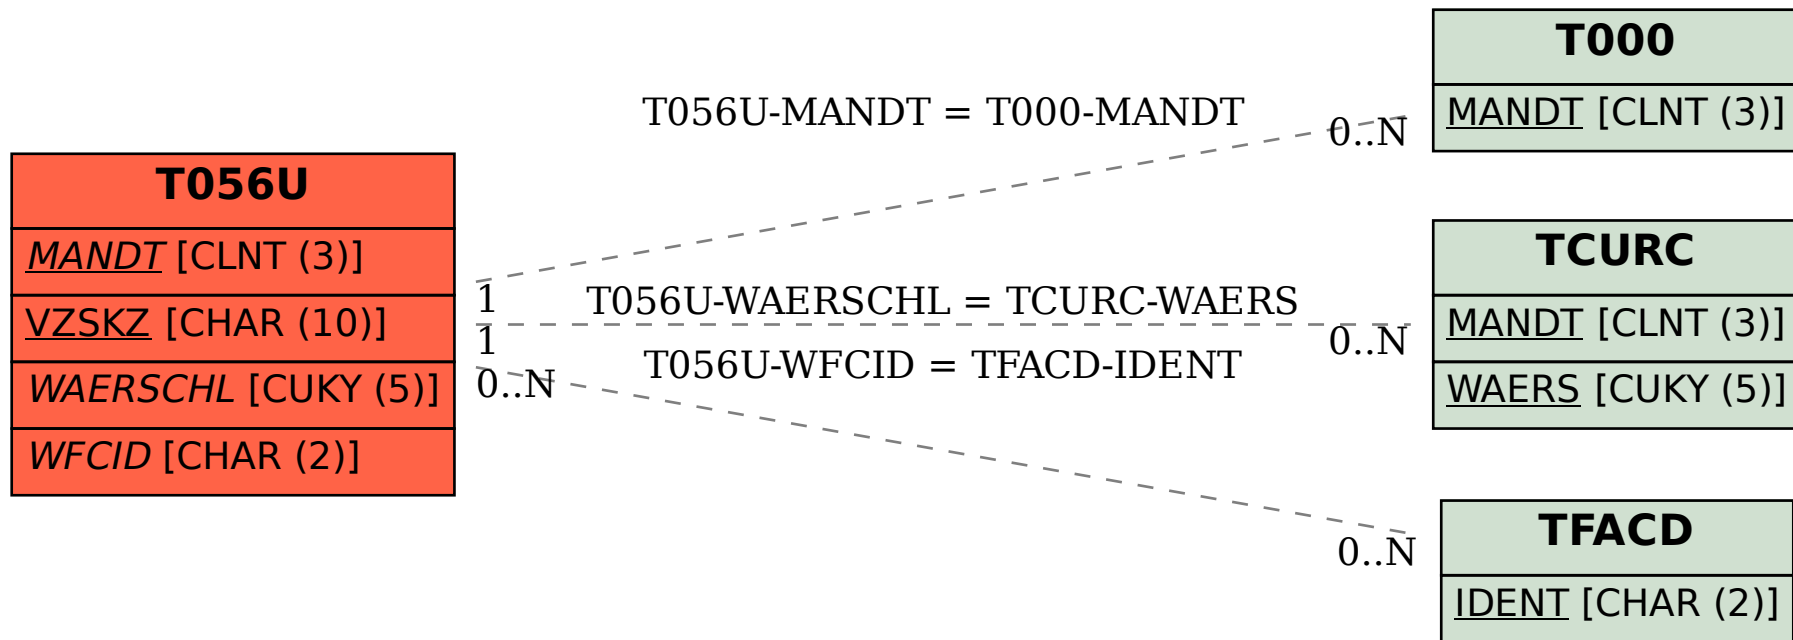 T056U
MANDT [CLNT (3)]
VZSKZ [CHAR (10)]
WAERSCHL [CUKY (5)]
WFCID [CHAR (2)]
T056U-MANDT = T000-MANDT
0..N
1
T056U-WAERSCHL = TCURC-WAERS
1
0..N
T056U-WFCID = TFACD-IDENT
0..N
0..N
T000
MANDT [CLNT (3)]
TCURC
MANDT [CLNT (3)]
WAERS [CUKY (5)]
TFACD
IDENT [CHAR (2)]